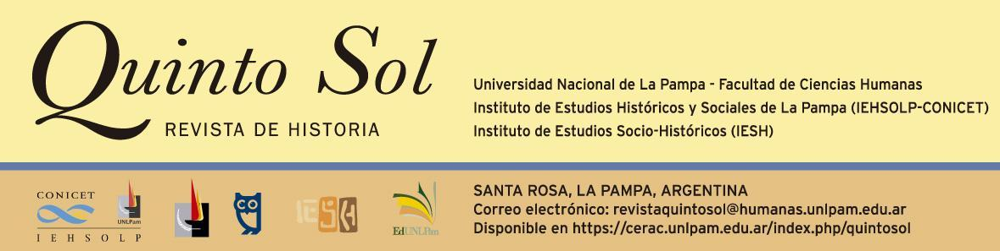 Quinto Sol
REVISTA DE HISTORIA
Universidad Nacional de La Pampa - Facultad de Ciencias Humanas
Instituto de Estudios Históricos y Sociales de La Pampa (IEHSOLP-CONICET)
Instituto de Estudios Socio-Históricos (IESH)
CONICET
UNLPam
IEHSOLP
co
IESH
EdUNLPam
SANTA ROSA, LA PAMPA, ARGENTINA
Correo electrónico: revistaquintosol@humanas.unlpam.edu.ar
Disponible en https://cerac.unlpam.edu.ar/index.php/quintosol